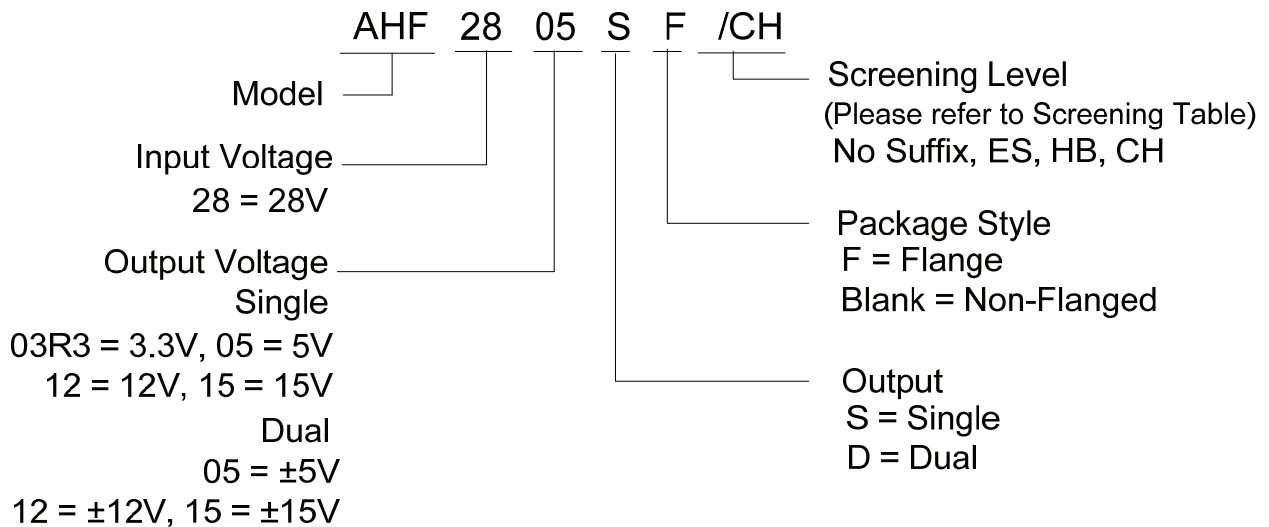 AHF 28 05 S F /CH
Model
Input Voltage
28 = 28V
Output Voltage
Single
03R3 = 3.3V, 05 = 5V
12 = 12V, 15 = 15V
Dual
05 = ±5V
12 = ±12V, 15 = ±15V
Screening Level
(Please refer to Screening Table)
No Suffix, ES, HB, CH
Package Style
F = Flange
Blank = Non-Flanged
Output
S = Single
D = Dual